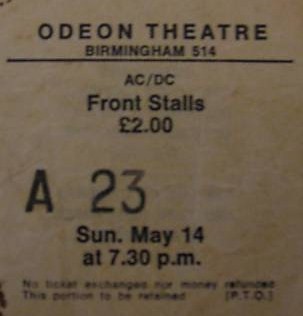 ODEON THEATRE
BIRMINGHAM 514
AC/DC
Front Stalls
£2.00
A 23
Sun. May 14
at 7.30 p.m.
No ticket exchanged nor money refunded
This portion to be retained [P.T.O.]